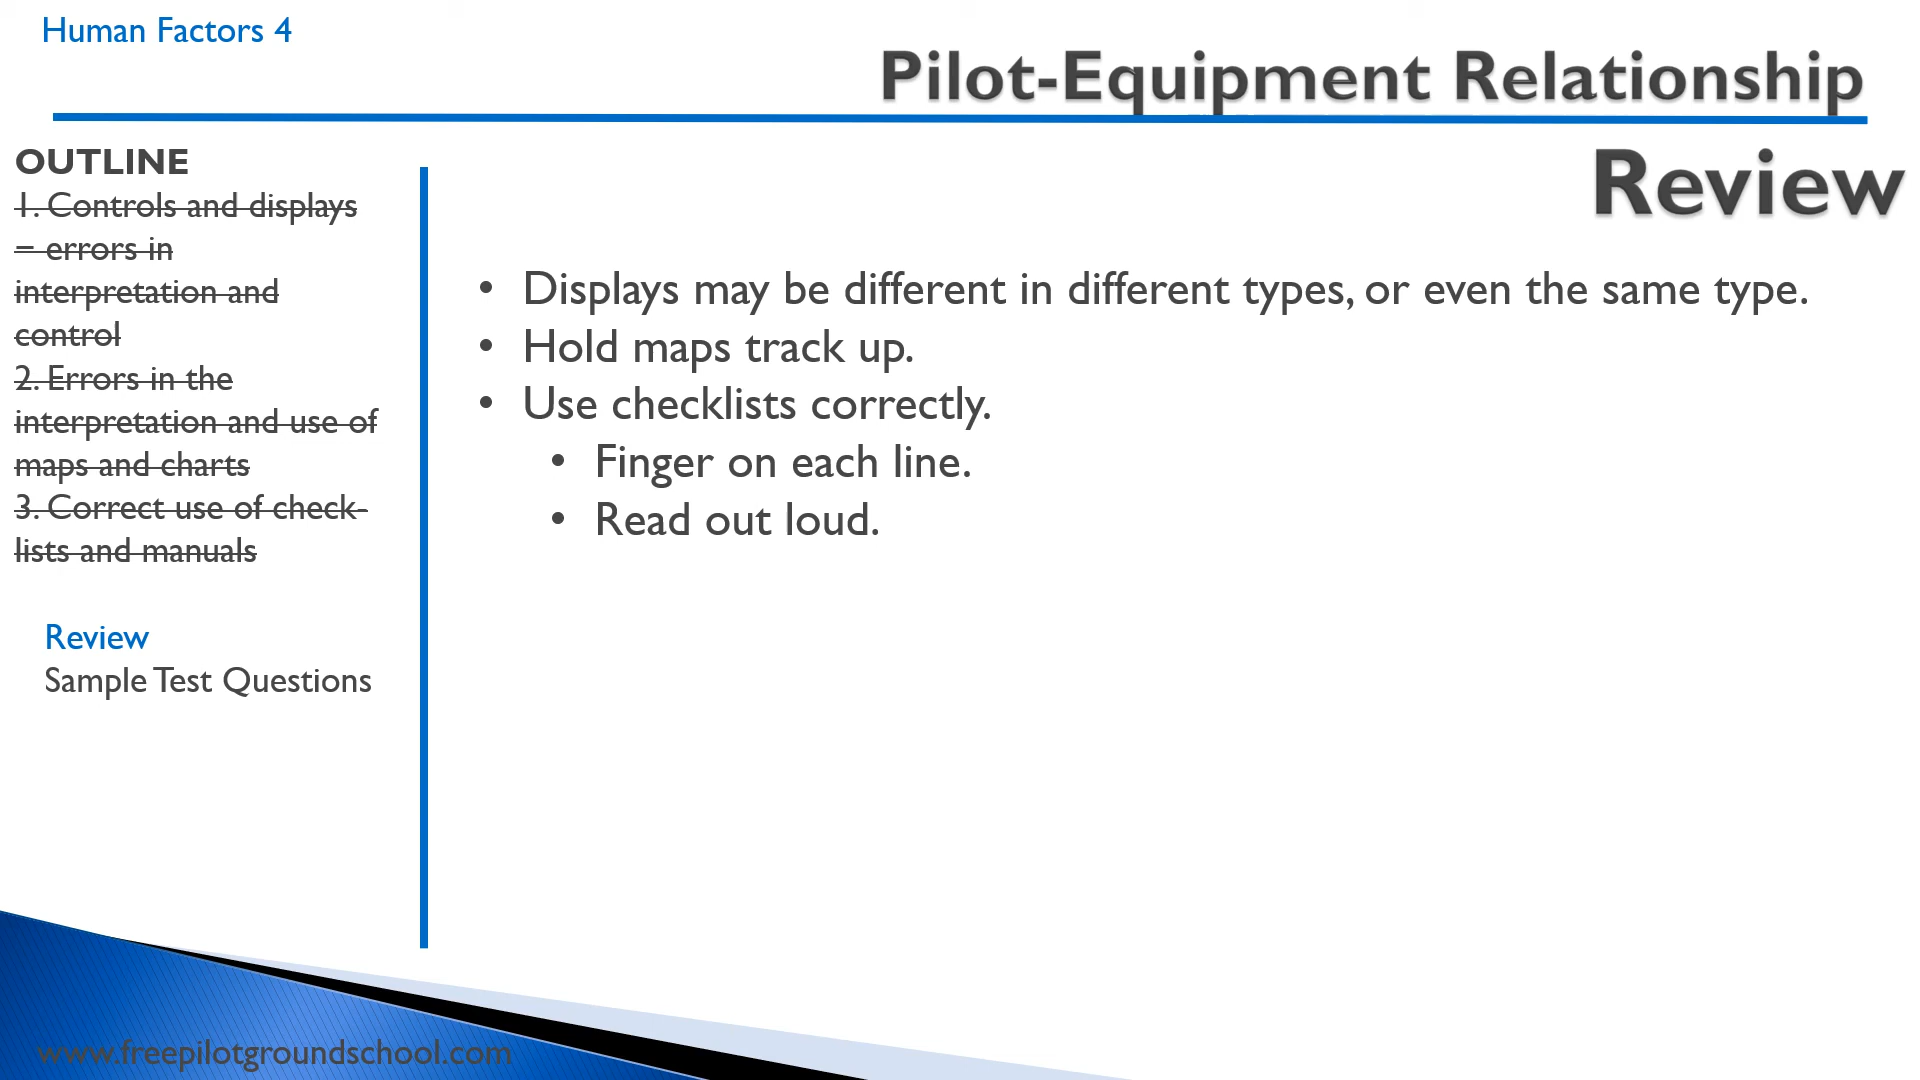 Human Factors 4
Pilot-Equipment Relationship
OUTLINE
1. Controls and displays
– errors in
interpretation and
control
2. Errors in the
interpretation and use of
maps and charts
3. Correct use of check-
lists and manuals
Review
Sample Test Questions
Review
• Displays may be different in different types, or even the same type.
• Hold maps track up.
• Use checklists correctly.
• Finger on each line.
• Read out loud.
www.freepilotgroundschool.com